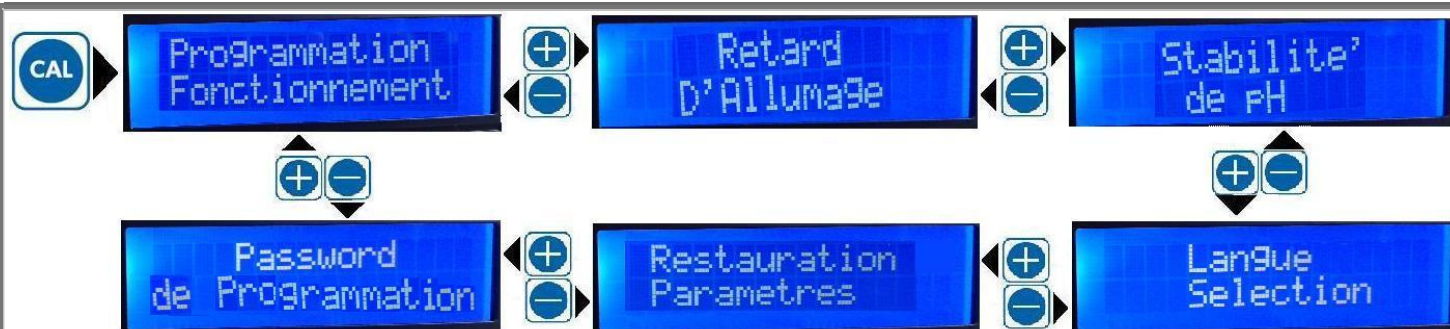 CAL
Programmation
Fonctionnement
Retard
D'Allumage
Stabilite'
de pH
Password
de Programmation
Restauration
Parametres
Langue
Selection